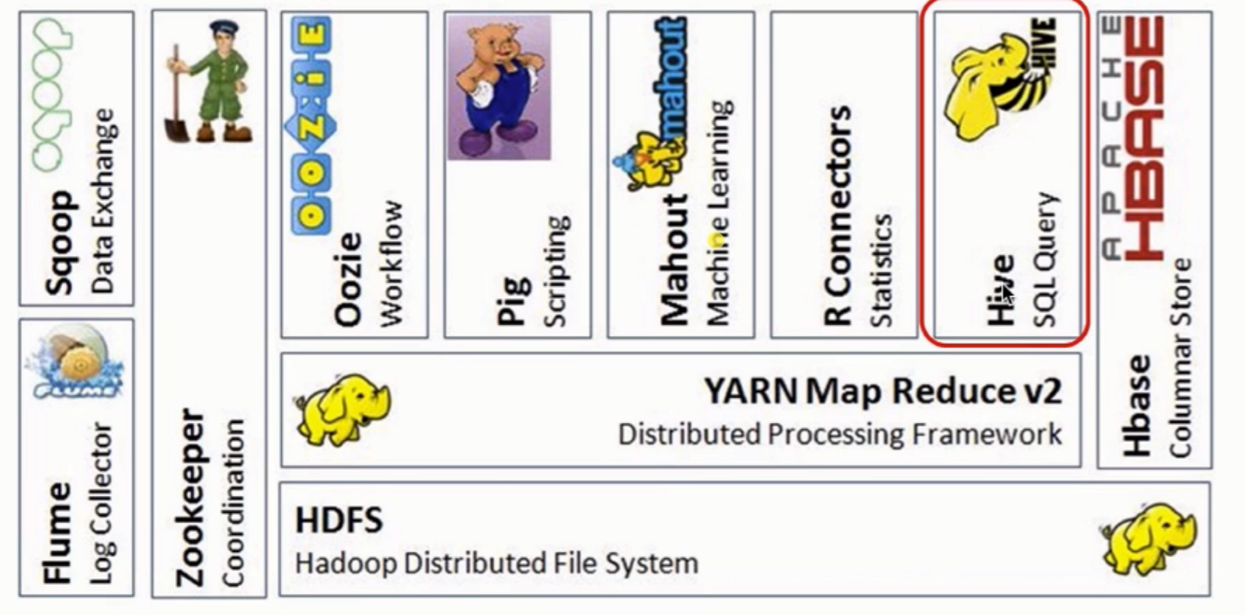 Sqoop
Data Exchange
Flume
Log Collector
FLUME
Zookeeper
Coordination
OOZIE
Oozie
Workflow
Pig
Scripting
mahout
Mahout
Machine Learning
R Connectors
Statistics
HIVE
Hive
SQL Query
APACHE
HBASE
Hbase
Columnar Store
YARN Map Reduce v2
Distributed Processing Framework
HDFS
Hadoop Distributed File System